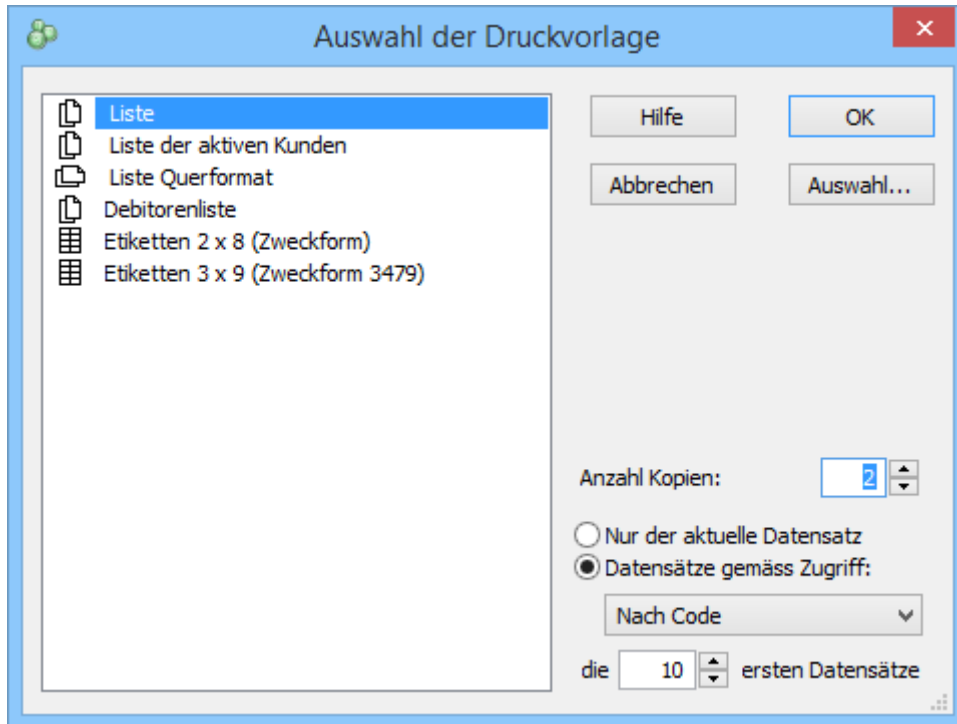 Auswahl der Druckvorlage
Liste
Liste der aktiven Kunden
Liste Querformat
Debitorenliste
Etiketten 2 x 8 (Zweckform)
Etiketten 3 x 9 (Zweckform 3479)
Hilfe
OK
Abbrechen
Auswahl...
Anzahl Kopien: 2
Nur der aktuelle Datensatz
Datensätze gemäss Zugriff:
Nach Code
die 10 ersten Datensätze